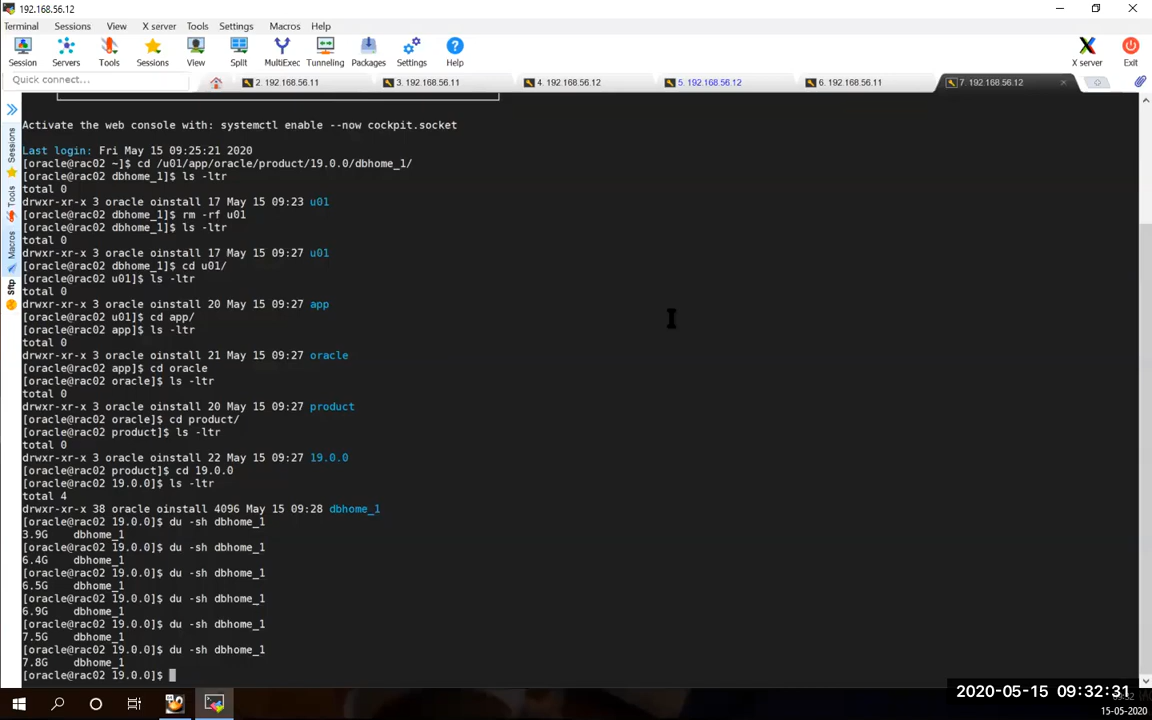 192.168.56.12
Terminal Sessions View X server Tools Settings Macros Help
Session Servers Tools Sessions View Split MultiExec Tunneling Packages Settings Help X server Exit
Quick connect... 2. 192.168.56.11 3. 192.168.56.11 4. 192.168.56.12 5. 192.168.56.12 6. 192.168.56.11 7. 192.168.56.12
Sessions
Tools
Macros
Sftp
Activate the web console with: systemctl enable --now cockpit.socket
Last login: Fri May 15 09:25:21 2020
[oracle@rac02 ~]$ cd /u01/app/oracle/product/19.0.0/dbhome_1/
[oracle@rac02 dbhome_1]$ ls -ltr
total 0
drwxr-xr-x 3 oracle oinstall 17 May 15 09:23 u01
[oracle@rac02 dbhome_1]$ rm -rf u01
[oracle@rac02 dbhome_1]$ ls -ltr
total 0
drwxr-xr-x 3 oracle oinstall 17 May 15 09:27 u01
[oracle@rac02 dbhome_1]$ cd u01/
[oracle@rac02 u01]$ ls -ltr
total 0
drwxr-xr-x 3 oracle oinstall 20 May 15 09:27 app
[oracle@rac02 u01]$ cd app/
[oracle@rac02 app]$ ls -ltr
total 0
drwxr-xr-x 3 oracle oinstall 21 May 15 09:27 oracle
[oracle@rac02 app]$ cd oracle
[oracle@rac02 oracle]$ ls -ltr
total 0
drwxr-xr-x 3 oracle oinstall 20 May 15 09:27 product
[oracle@rac02 oracle]$ cd product/
[oracle@rac02 product]$ ls -ltr
total 0
drwxr-xr-x 3 oracle oinstall 22 May 15 09:27 19.0.0
[oracle@rac02 product]$ cd 19.0.0
[oracle@rac02 19.0.0]$ ls -ltr
total 4
drwxr-xr-x 38 oracle oinstall 4096 May 15 09:28 dbhome_1
[oracle@rac02 19.0.0]$ du -sh dbhome_1
3.9G dbhome_1
[oracle@rac02 19.0.0]$ du -sh dbhome_1
6.4G dbhome_1
[oracle@rac02 19.0.0]$ du -sh dbhome_1
6.5G dbhome_1
[oracle@rac02 19.0.0]$ du -sh dbhome_1
6.9G dbhome_1
[oracle@rac02 19.0.0]$ du -sh dbhome_1
7.5G dbhome_1
[oracle@rac02 19.0.0]$ du -sh dbhome_1
7.8G dbhome_1
[oracle@rac02 19.0.0]$
2020-05-15 09:32:31
15-05-2020